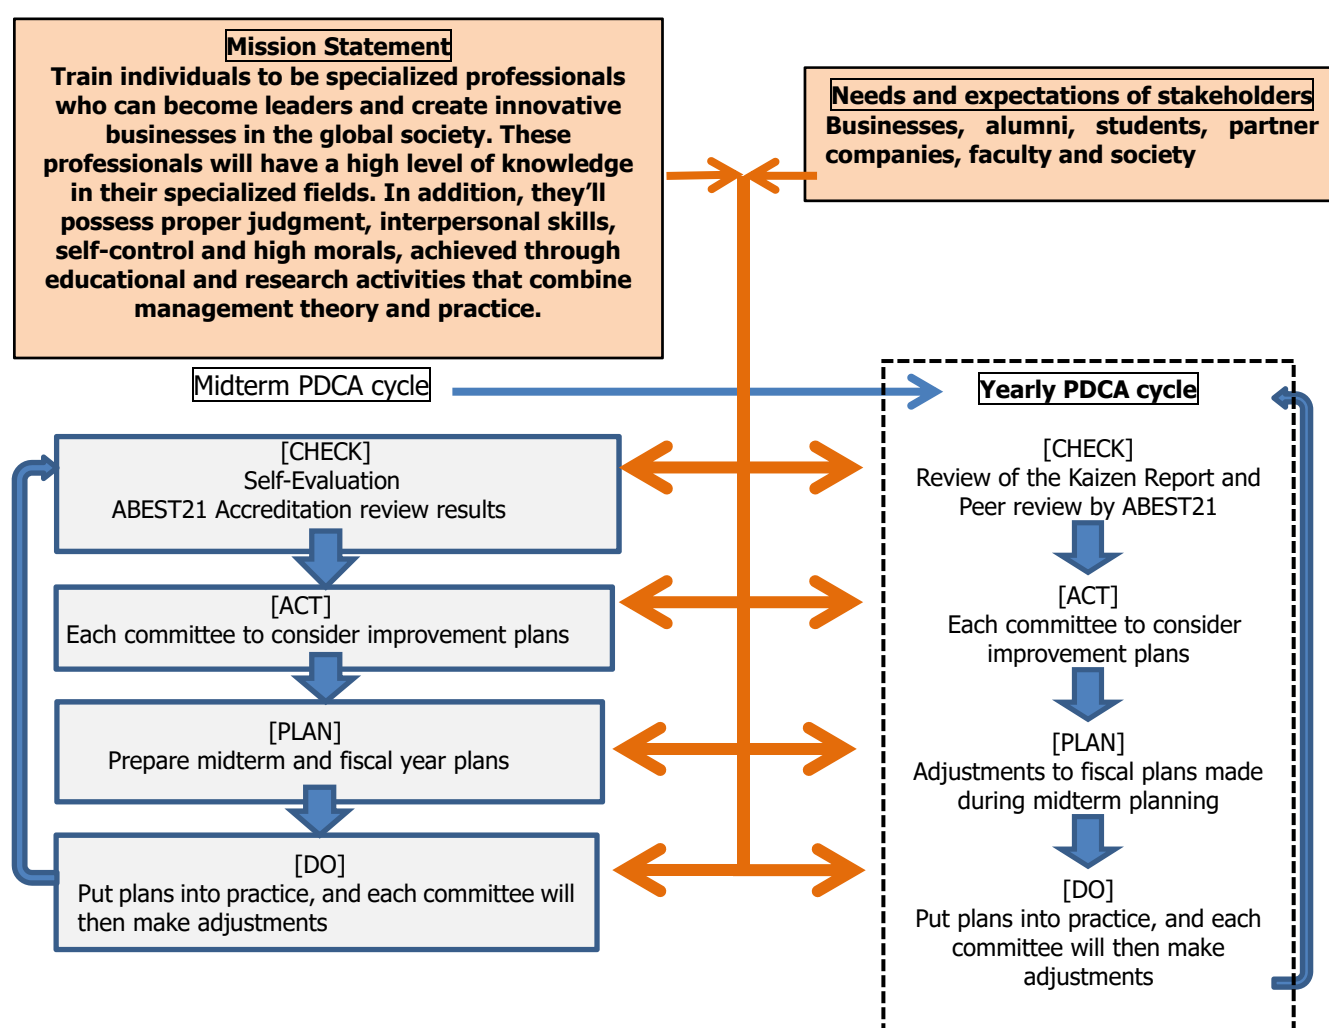 Mission Statement
Train individuals to be specialized professionals
who can become leaders and create innovative
businesses in the global society. These
professionals will have a high level of knowledge
in their specialized fields. In addition, they’ll
possess proper judgment, interpersonal skills,
self-control and high morals, achieved through
educational and research activities that combine
management theory and practice.
Needs and expectations of stakeholders
Businesses, alumni, students, partner
companies, faculty and society
Midterm PDCA cycle
[CHECK]
Self-Evaluation
ABEST21 Accreditation review results
[ACT]
Each committee to consider improvement plans
[PLAN]
Prepare midterm and fiscal year plans
[DO]
Put plans into practice, and each committee will
then make adjustments
Yearly PDCA cycle
[CHECK]
Review of the Kaizen Report and
Peer review by ABEST21
[ACT]
Each committee to consider
improvement plans
[PLAN]
Adjustments to fiscal plans made
during midterm planning
[DO]
Put plans into practice, and each
committee will then make
adjustments